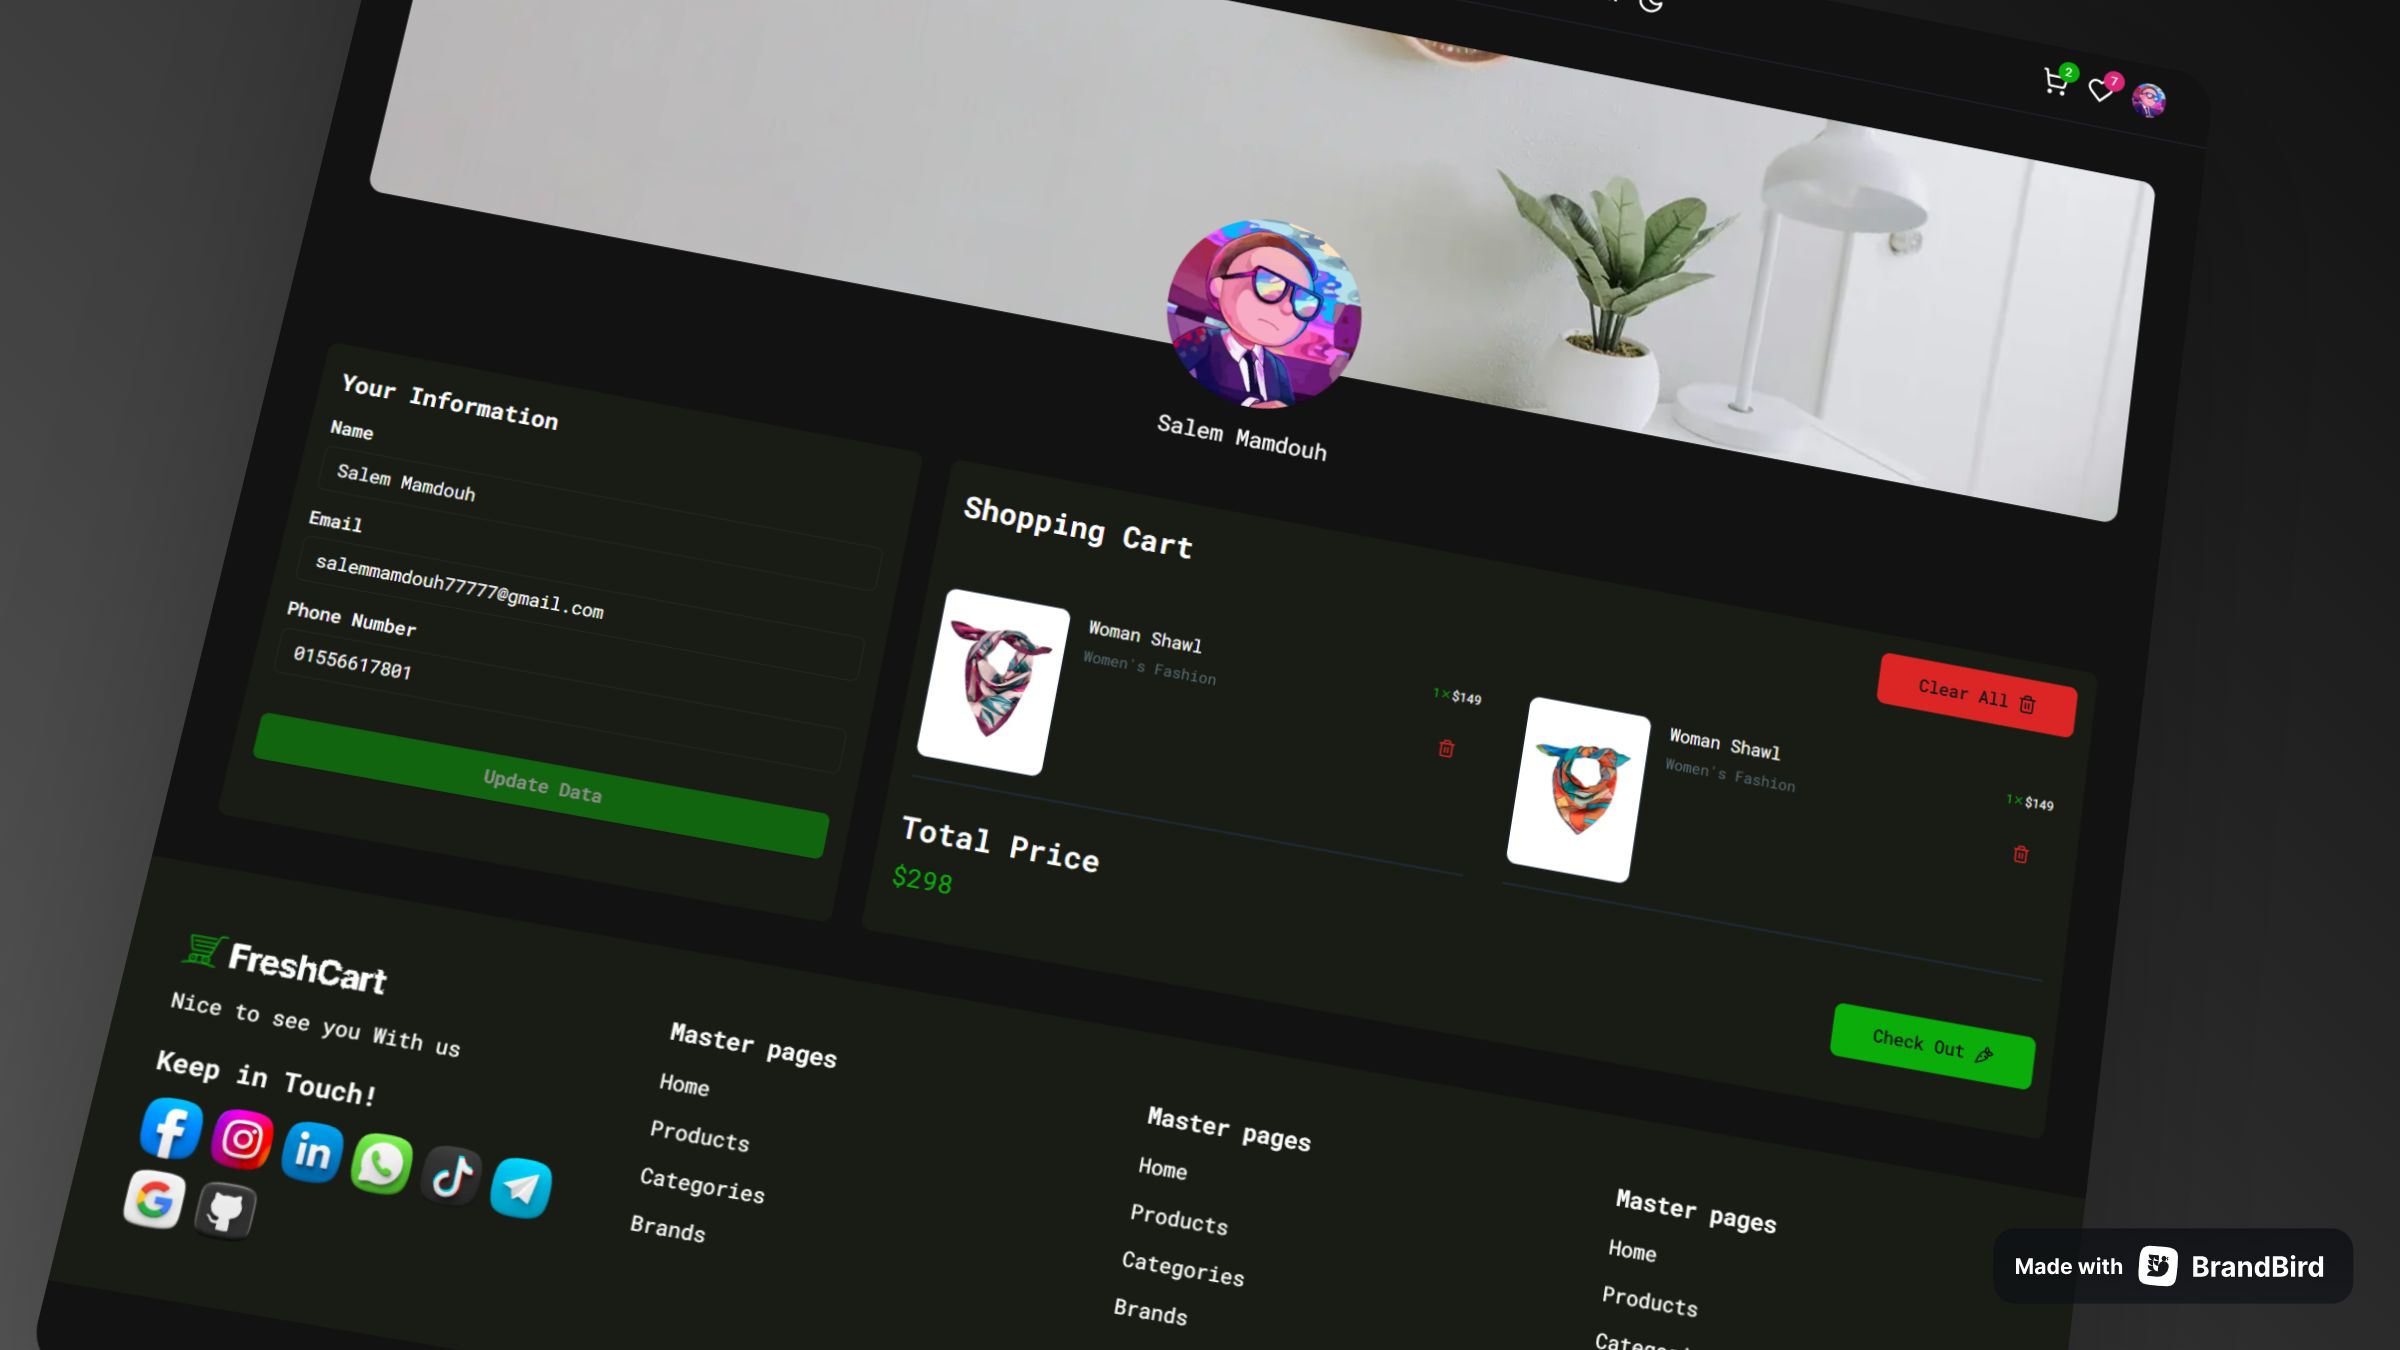 2
7
Salem Mamdouh
Your Information
Name
Salem Mamdouh
Email
salemmamdouh77777@gmail.com
Phone Number
01556617801
Update Data
Shopping Cart
Clear All
Woman Shawl
Women's Fashion
1×$149
Woman Shawl
Women's Fashion
1×$149
Total Price
$298
Check Out
FreshCart
Nice to see you With us
Keep in Touch!
Master pages
Home
Products
Categories
Brands
Master pages
Home
Products
Categories
Brands
Master pages
Home
Products
Made with BrandBird